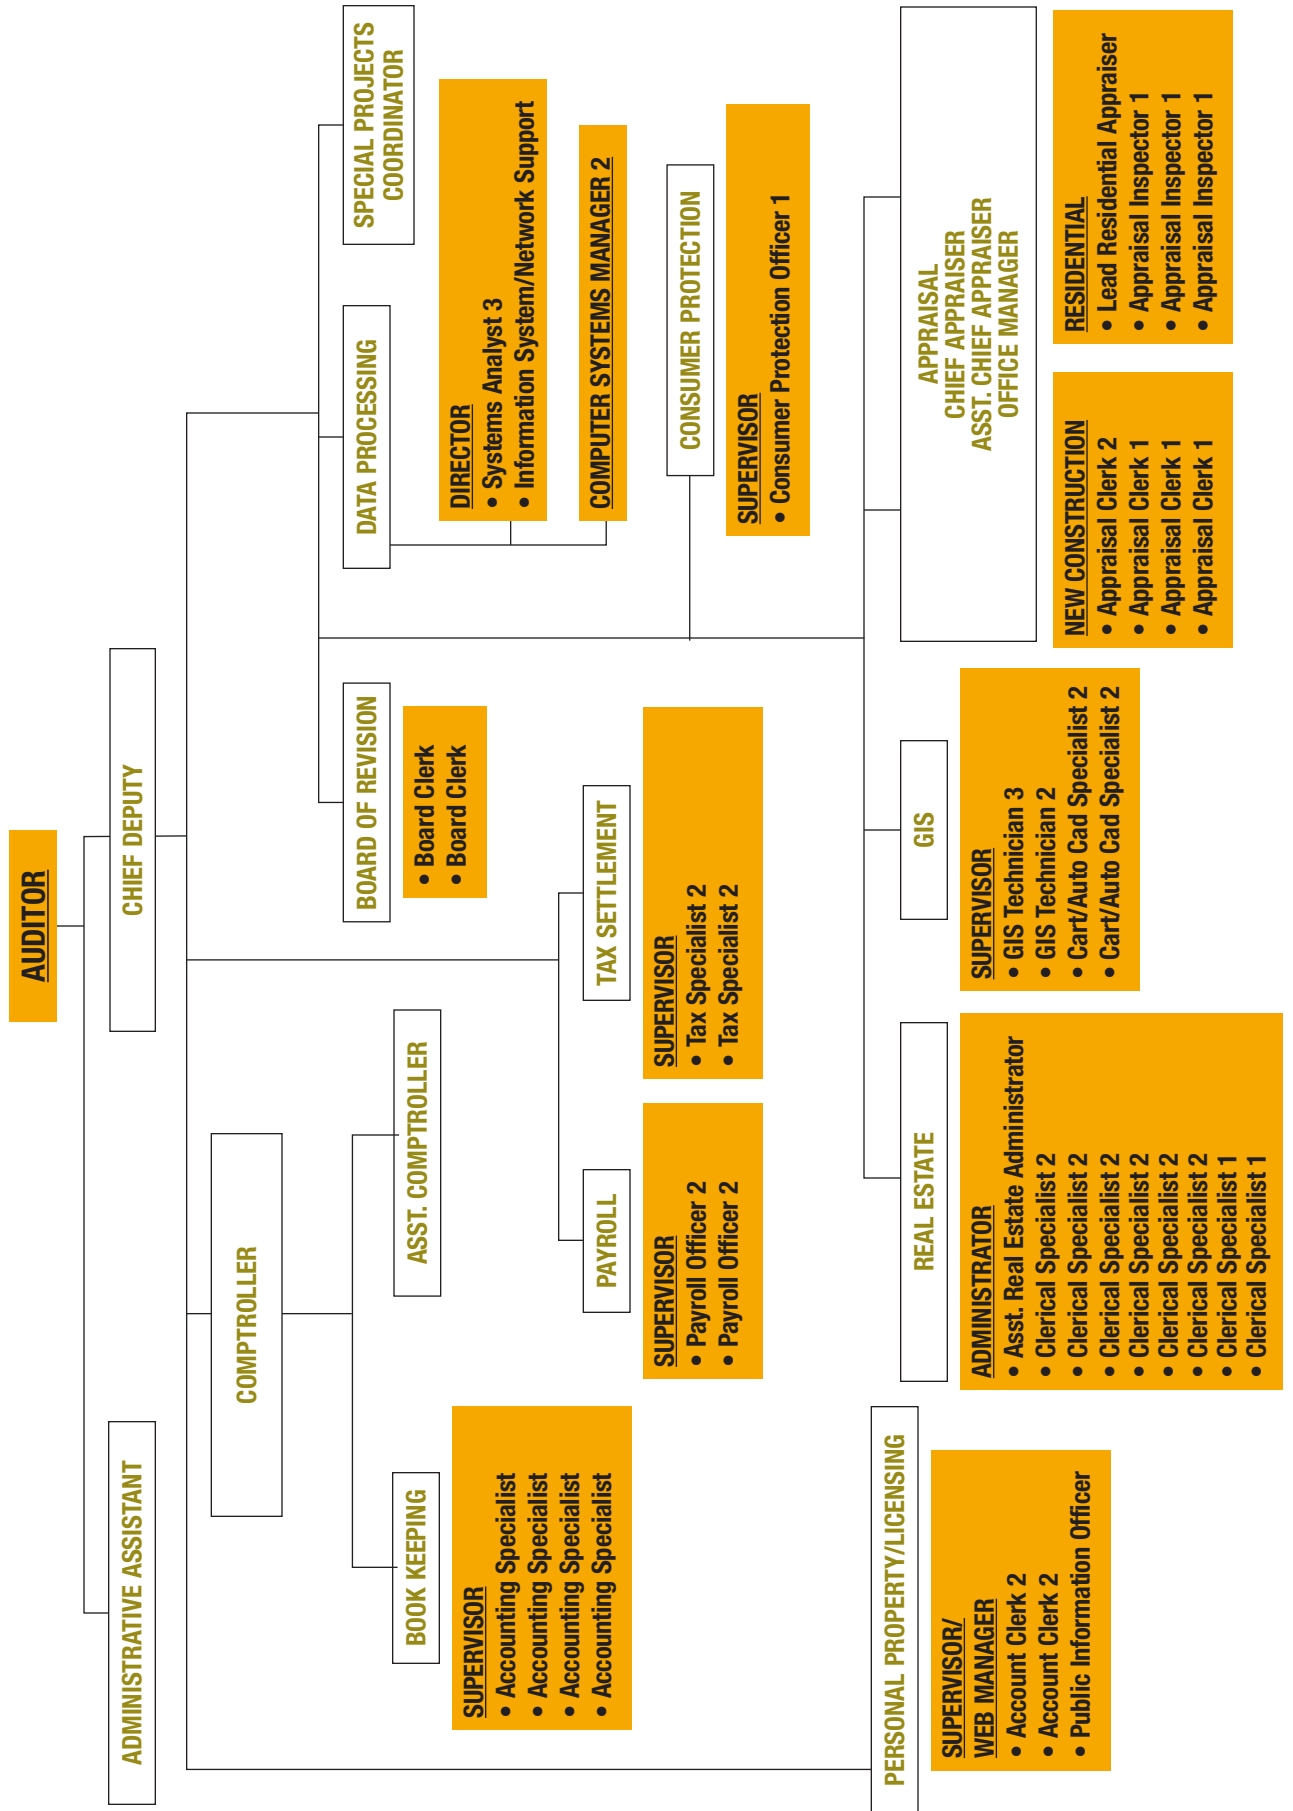 AUDITOR
ADMINISTRATIVE ASSISTANT
CHIEF DEPUTY
COMPTROLLER
BOOK KEEPING
SUPERVISOR
• Accounting Specialist
• Accounting Specialist
• Accounting Specialist
• Accounting Specialist
ASST. COMPTROLLER
BOARD OF REVISION
• Board Clerk
• Board Clerk
DATA PROCESSING
DIRECTOR
• Systems Analyst 3
• Information System/Network Support
COMPUTER SYSTEMS MANAGER 2
SPECIAL PROJECTS
COORDINATOR
PAYROLL
SUPERVISOR
• Payroll Officer 2
• Payroll Officer 2
TAX SETTLEMENT
SUPERVISOR
• Tax Specialist 2
• Tax Specialist 2
CONSUMER PROTECTION
SUPERVISOR
• Consumer Protection Officer 1
PERSONAL PROPERTY/LICENSING
SUPERVISOR/
WEB MANAGER
• Account Clerk 2
• Account Clerk 2
• Public Information Officer
REAL ESTATE
ADMINISTRATOR
• Asst. Real Estate Administrator
• Clerical Specialist 2
• Clerical Specialist 2
• Clerical Specialist 2
• Clerical Specialist 2
• Clerical Specialist 2
• Clerical Specialist 2
• Clerical Specialist 1
• Clerical Specialist 1
GIS
SUPERVISOR
• GIS Technician 3
• GIS Technician 2
• Cart/Auto Cad Specialist 2
• Cart/Auto Cad Specialist 2
APPRAISAL
CHIEF APPRAISER
ASST. CHIEF APPRAISER
OFFICE MANAGER
NEW CONSTRUCTION
• Appraisal Clerk 2
• Appraisal Clerk 1
• Appraisal Clerk 1
• Appraisal Clerk 1
RESIDENTIAL
• Lead Residential Appraiser
• Appraisal Inspector 1
• Appraisal Inspector 1
• Appraisal Inspector 1